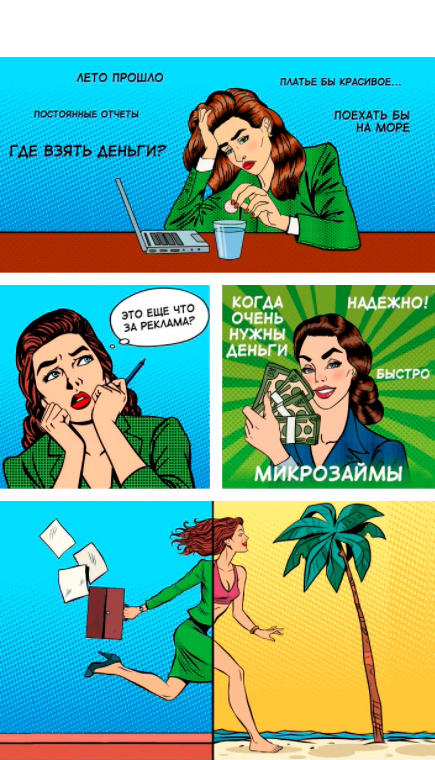 ЛЕТО ПРОШЛО
ПЛАТЬЕ БЫ КРАСИВОЕ...
ПОСТОЯННЫЕ ОТЧЕТЫ
ПОЕХАТЬ БЫ
НА МОРЕ
ГДЕ ВЗЯТЬ ДЕНЬГИ?
ЭТО ЕЩЕ ЧТО
ЗА РЕКЛАМА?
КОГДА
ОЧЕНЬ
НУЖНЫ
ДЕНЬГИ
НАДЕЖНО!
БЫСТРО
МИКРОЗАЙМЫ